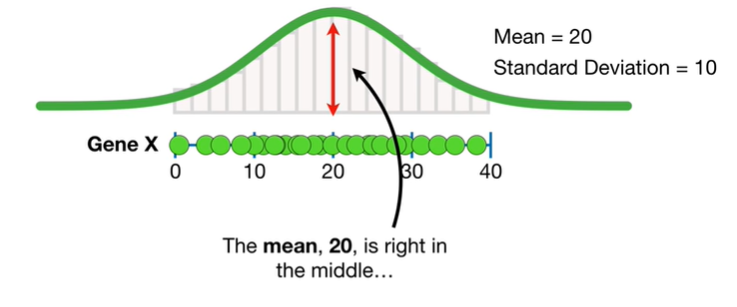 Mean = 20
Standard Deviation = 10
Gene X
0 10 20 30 40
The mean, 20, is right in
the middle...